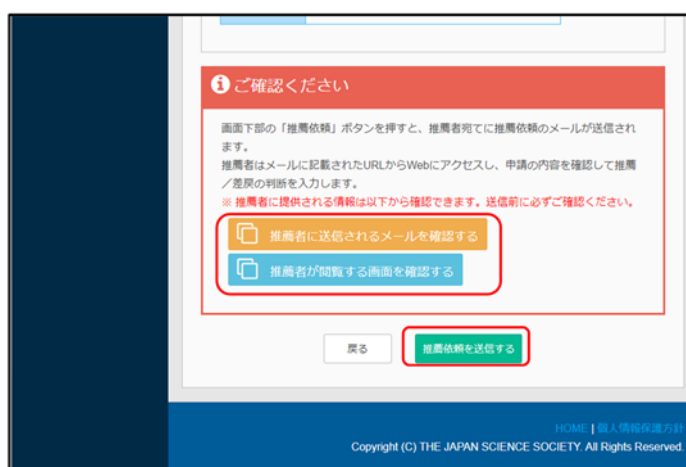 ご確認ください
画面下部の「推薦依頼」ボタンを押すと、推薦者宛てに推薦依頼のメールが送信され
ます。
推薦者はメールに記載されたURLからWebにアクセスし、申請の内容を確認して推薦
／差戻の判断を入力します。
※ 推薦者に提供される情報は以下から確認できます。送信前に必ずご確認ください。
推薦者に送信されるメールを確認する
推薦者が閲覧する画面を確認する
戻る
推薦依頼を送信する
HOME | 個人情報保護方針
Copyright (C) THE JAPAN SCIENCE SOCIETY. All Rights Reserved.